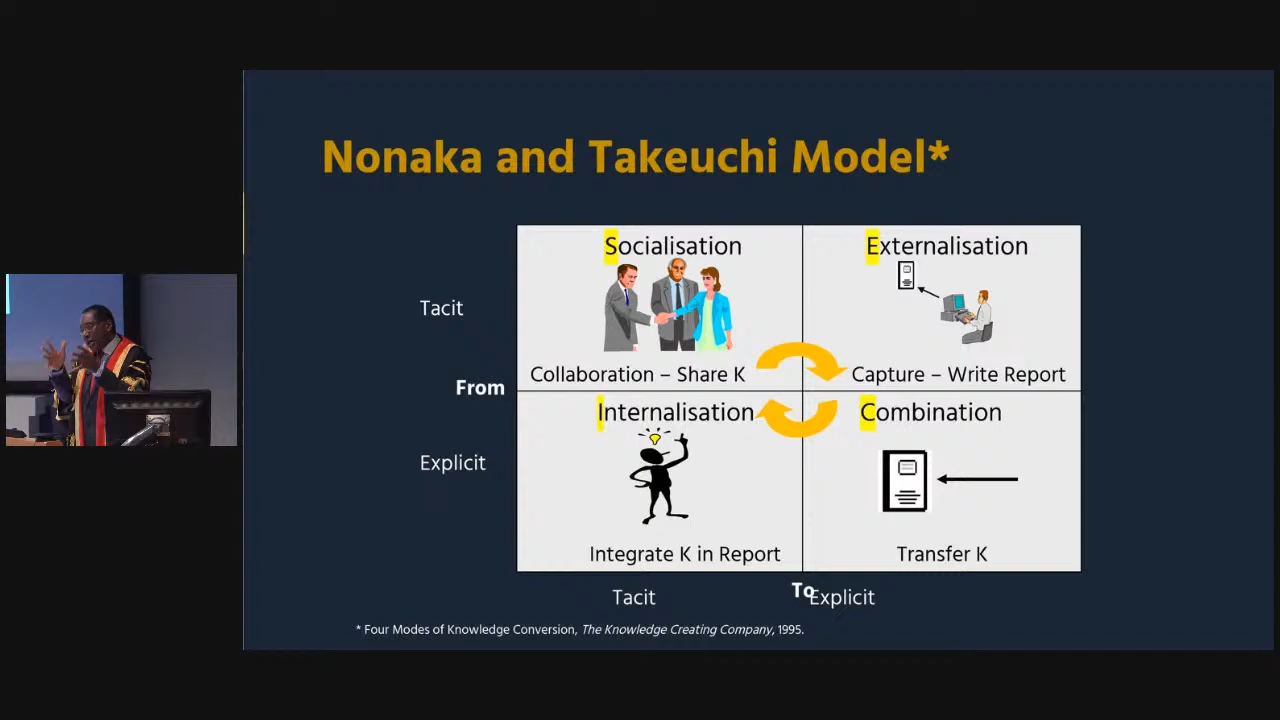 Nonaka and Takeuchi Model*
Socialisation
Externalisation
Tacit
Collaboration – Share K
Capture – Write Report
From
Internalisation
Combination
Explicit
Integrate K in Report
Transfer K
To
Tacit
Explicit
* Four Modes of Knowledge Conversion, The Knowledge Creating Company, 1995.